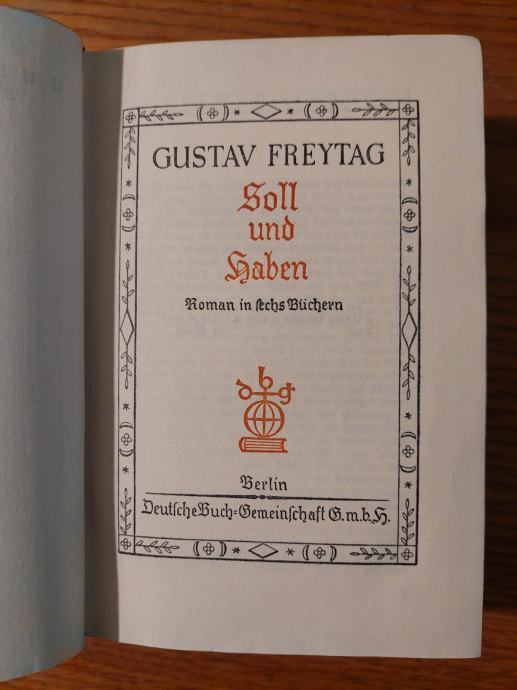 GUSTAV FREYTAG
Soll
und
Haben
Roman in sechs Büchern
dbg
Berlin
Deutsche Buch-Gemeinschaft G.m.b.H.